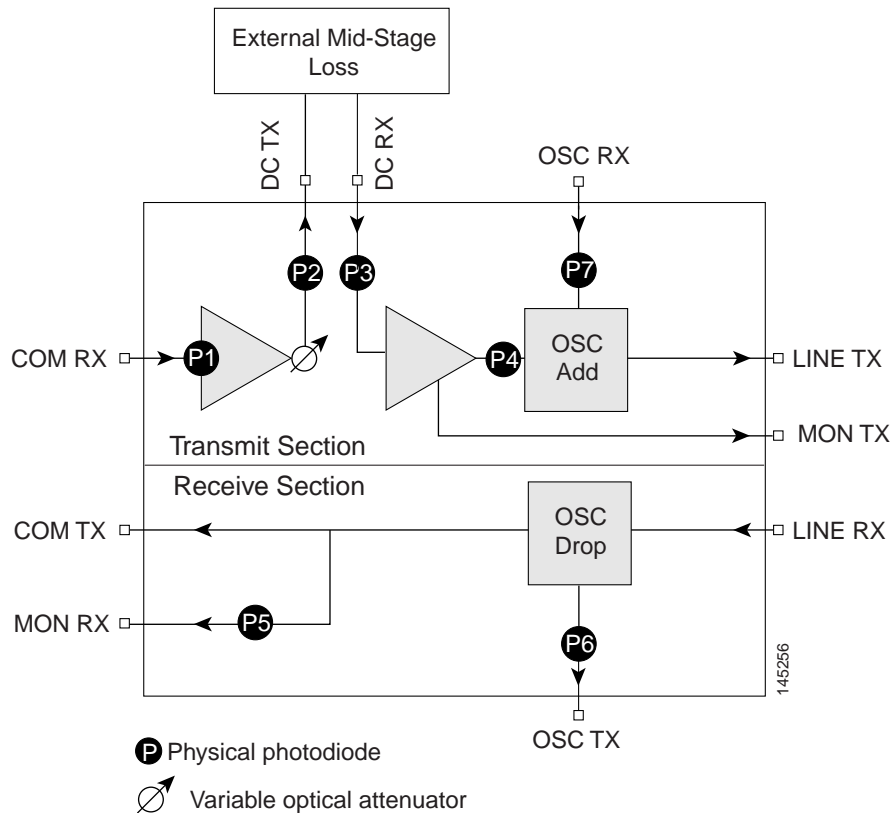 External Mid-Stage
Loss
DC TX
DC RX
OSC RX
P2
P3
P7
COM RX
P1
P4
OSC
Add
LINE TX
MON TX
Transmit Section
Receive Section
COM TX
OSC
Drop
LINE RX
MON RX
P5
P6
145256
OSC TX
P Physical photodiode
Variable optical attenuator